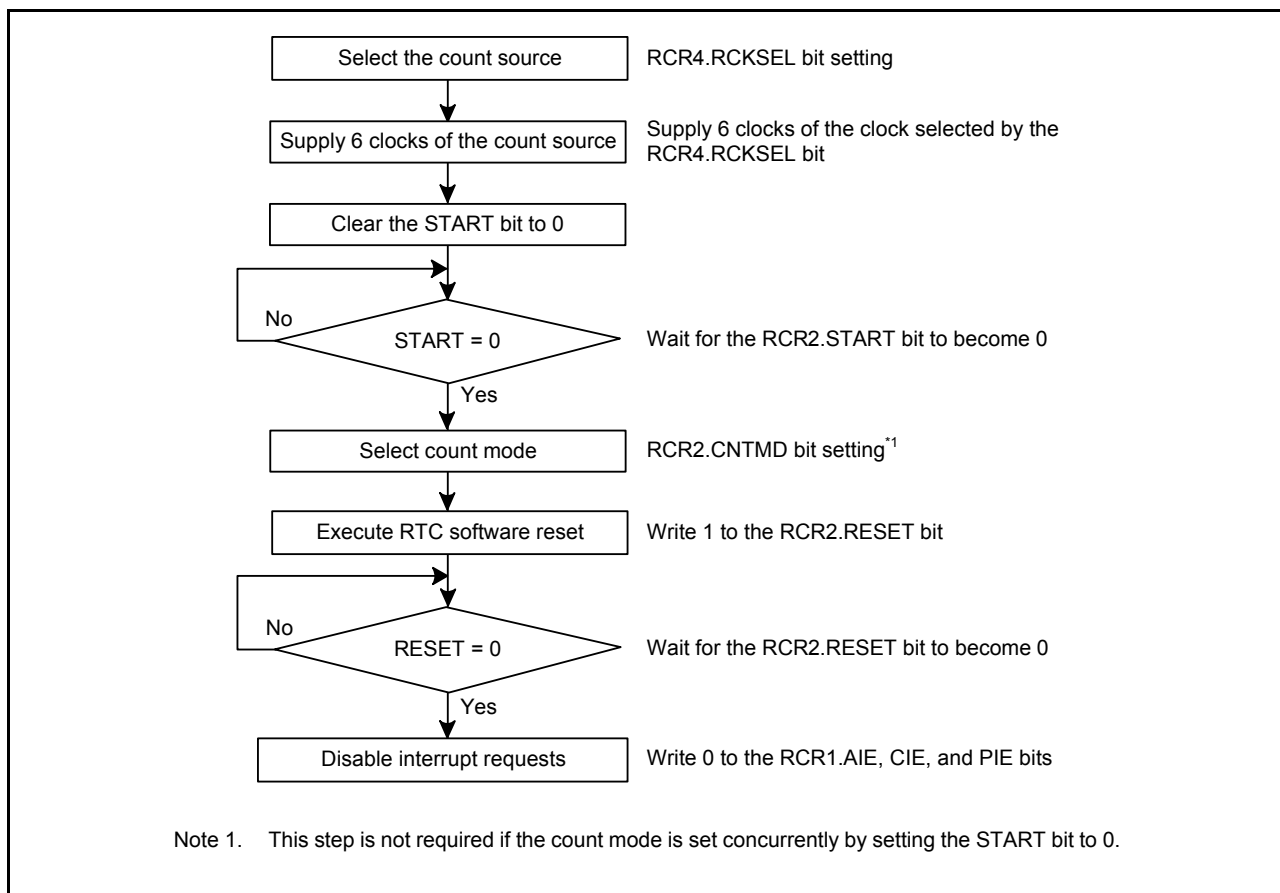 Select the count source
RCR4.RCKSEL bit setting
Supply 6 clocks of the count source
Supply 6 clocks of the clock selected by the
RCR4.RCKSEL bit
Clear the START bit to 0
No
START = 0
Wait for the RCR2.START bit to become 0
Yes
Select count mode
RCR2.CNTMD bit setting*1
Execute RTC software reset
Write 1 to the RCR2.RESET bit
No
RESET = 0
Wait for the RCR2.RESET bit to become 0
Yes
Disable interrupt requests
Write 0 to the RCR1.AIE, CIE, and PIE bits
Note 1. This step is not required if the count mode is set concurrently by setting the START bit to 0.